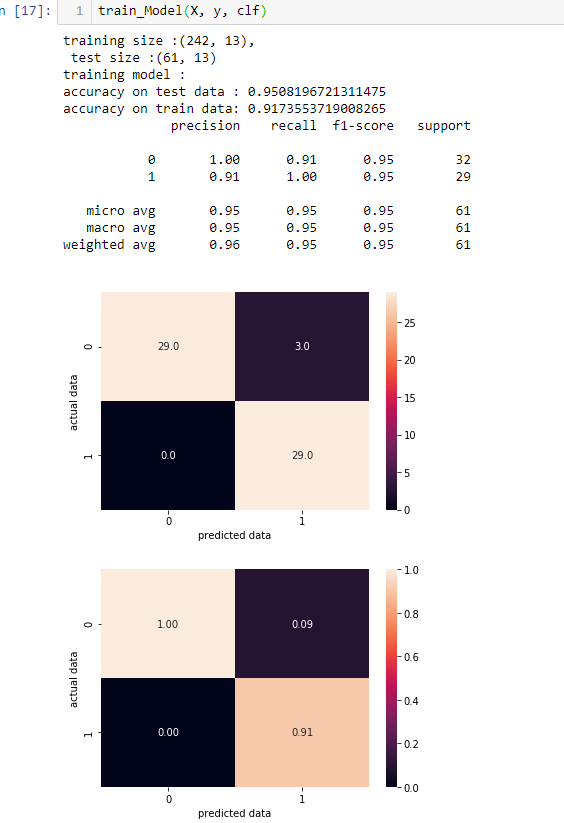 n [17]: 1 train_Model(X, y, clf)
training size :(242, 13),
test size :(61, 13)
training model :
accuracy on test data : 0.9508196721311475
accuracy on train data: 0.9173553719008265
precision recall f1-score support
0 1.00 0.91 0.95 32
1 0.91 1.00 0.95 29
micro avg 0.95 0.95 0.95 61
macro avg 0.95 0.95 0.95 61
weighted avg 0.96 0.95 0.95 61
25
0 29.0 3.0
20
15
actual data
10
1 0.0 29.0
5
0
0 1
predicted data
1.0
0 1.00 0.09
0.8
0.6
actual data
0.4
1 0.00 0.91
0.2
0.0
0 1
predicted data